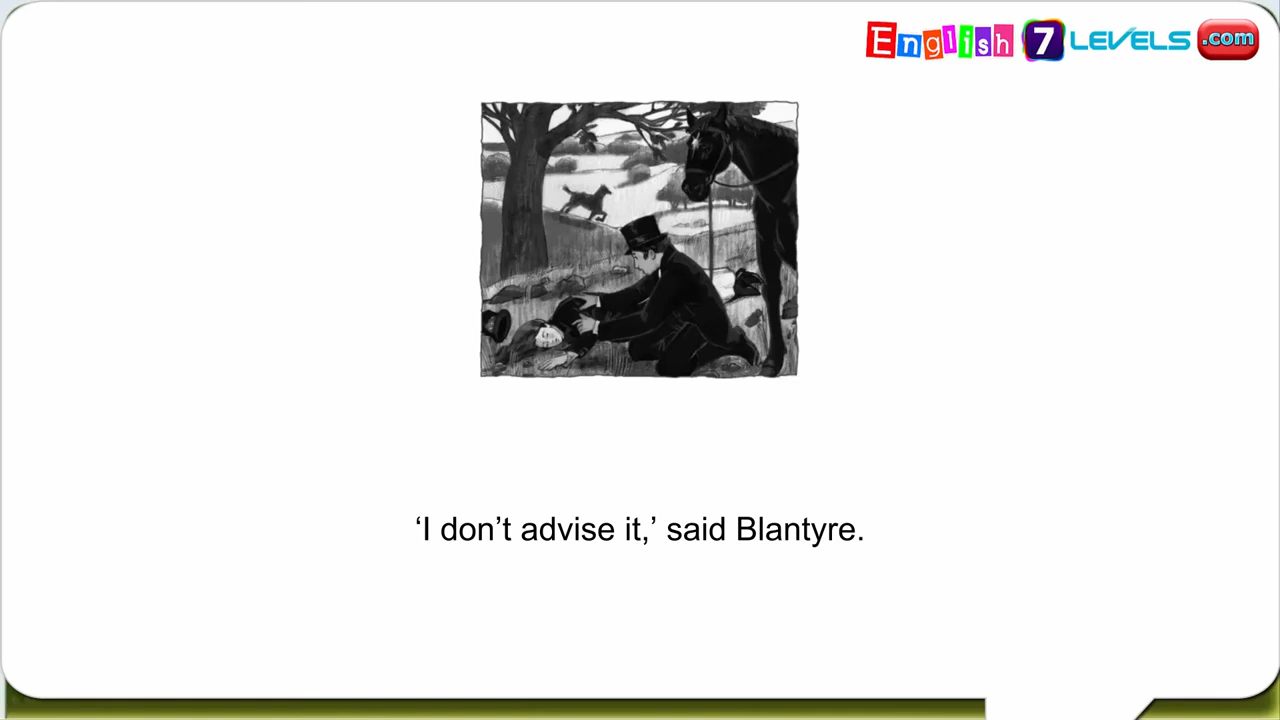 English 7 LEVELS .com
‘I don’t advise it,’ said Blantyre.